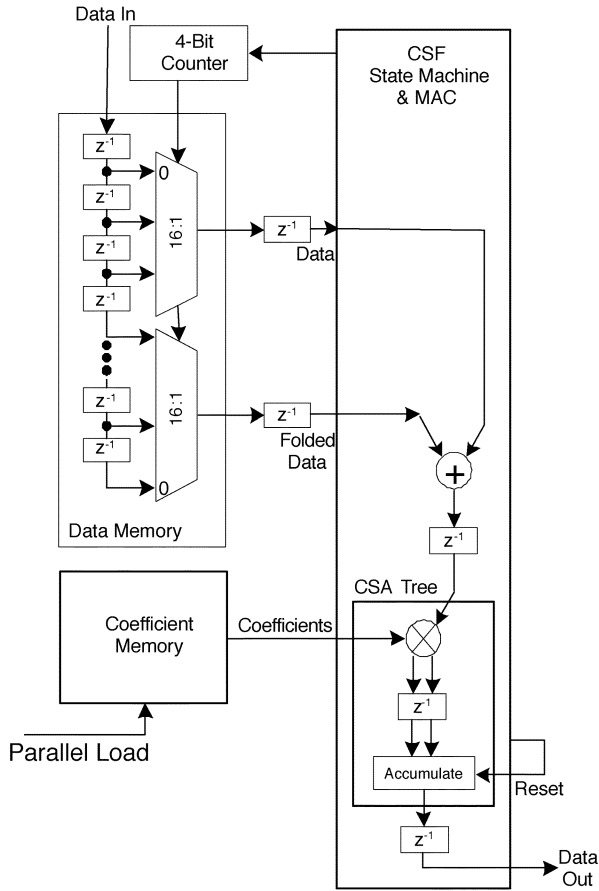 Data In
4-Bit
Counter
CSF
State Machine
& MAC
z⁻¹
0
z⁻¹
16:1
z⁻¹
z⁻¹
Data
z⁻¹
z⁻¹
16:1
z⁻¹
Folded
Data
z⁻¹
0
+
Data Memory
z⁻¹
CSA Tree
Coefficient
Memory
Coefficients
z⁻¹
Parallel Load
Accumulate
Reset
z⁻¹
Data
Out